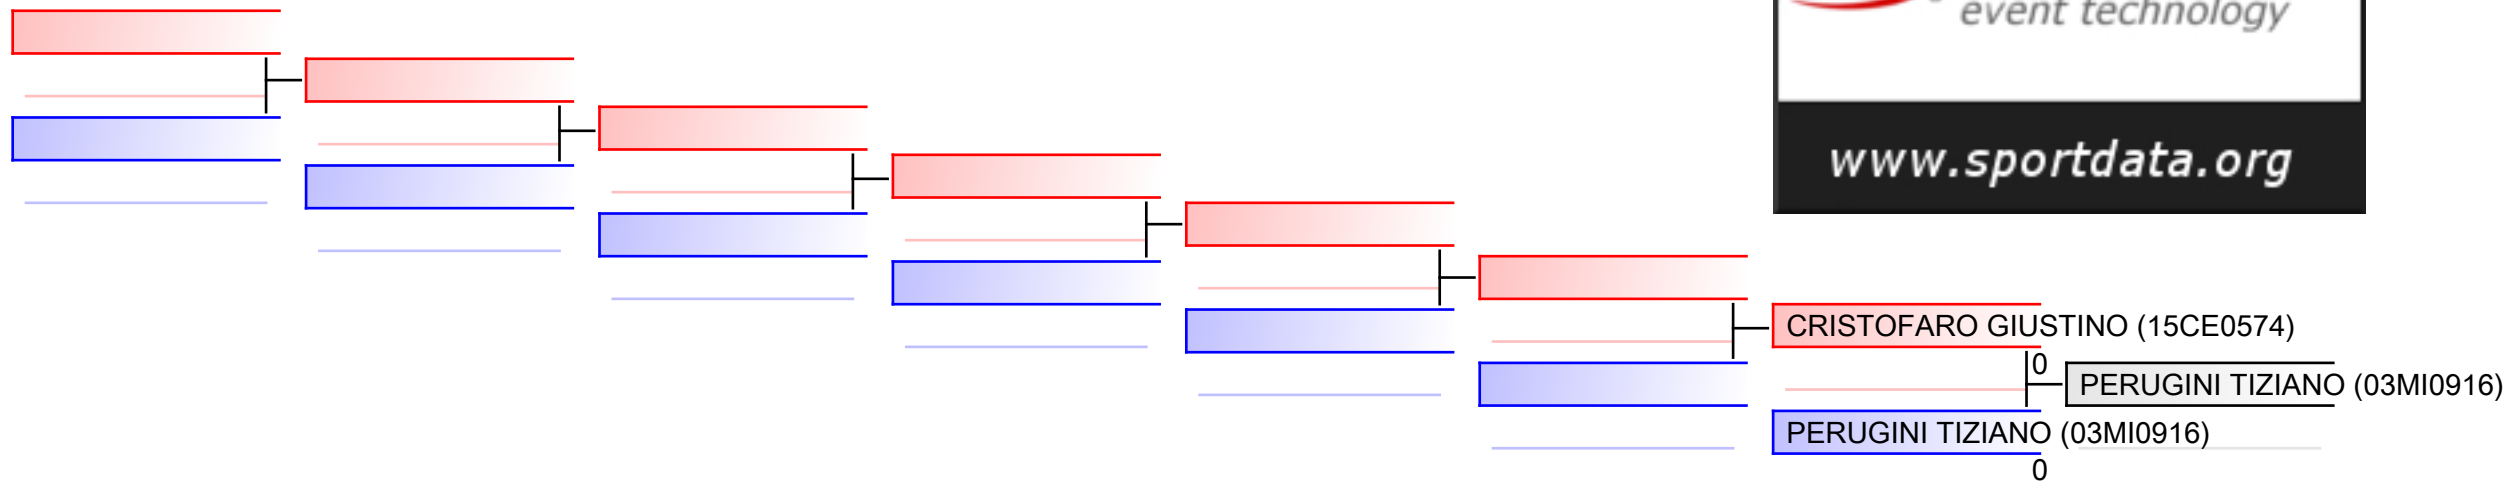 event technology
www.sportdata.org
CRISTOFARO GIUSTINO (15CE0574)
0
PERUGINI TIZIANO (03MI0916)
PERUGINI TIZIANO (03MI0916)
0